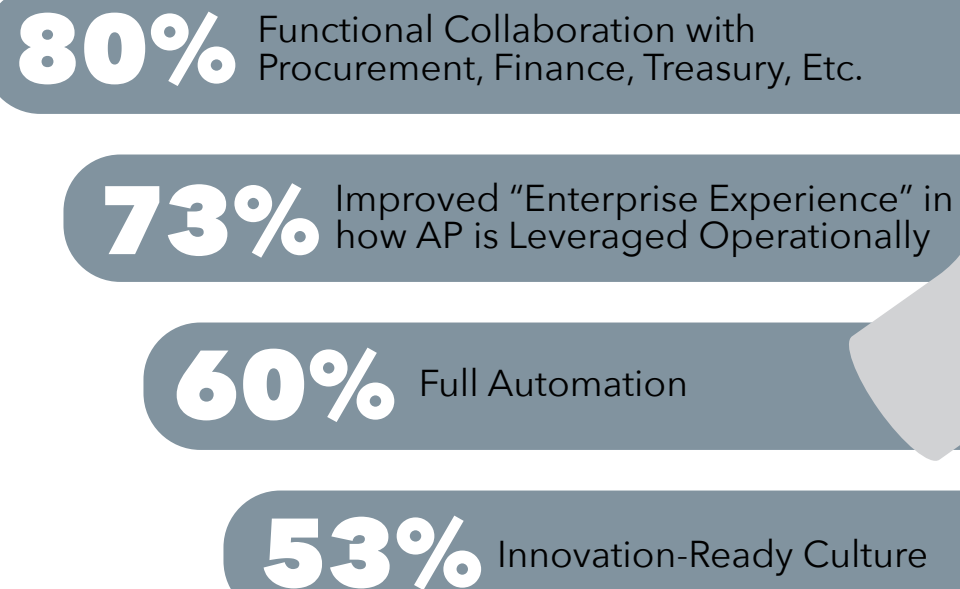 80% Functional Collaboration with
Procurement, Finance, Treasury, Etc.
73% Improved “Enterprise Experience” in
how AP is Leveraged Operationally
60% Full Automation
53% Innovation-Ready Culture